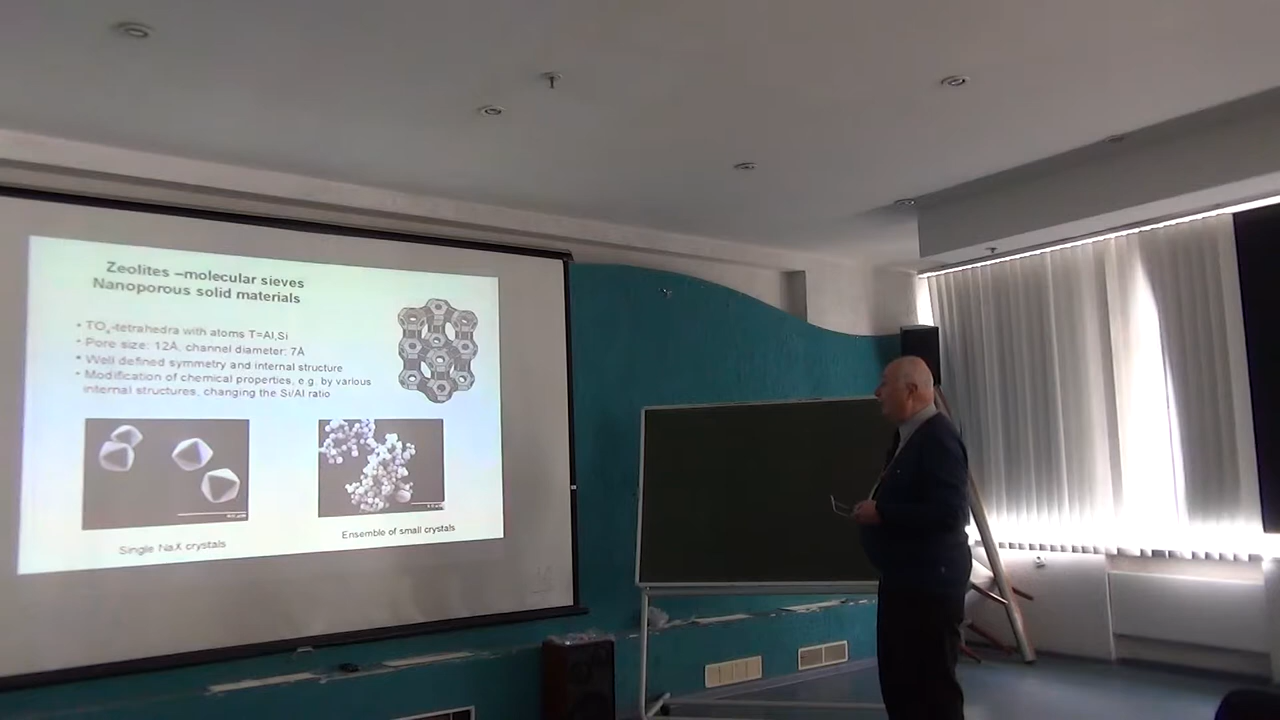 Zeolites –molecular sieves
Nanoporous solid materials
• TO₄-tetrahedra with atoms T=Al,Si
• Pore size: 12Å, channel diameter: 7Å
• Well defined symmetry and internal structure
• Modification of chemical properties, e.g. by various
internal structures, changing the Si/Al ratio
Single NaX crystals
Ensemble of small crystals